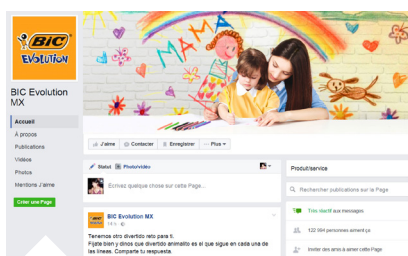 BIC
EVOLUTION
MAMA
BIC Evolution
MX
Accueil
À propos
Publications
Vidéos
Photos
Mentions J'aime
Créer une Page
J'aime Contacter Enregistrer ··· Plus
Statut Photo/vidéo
Écrivez quelque chose sur cette Page...
BIC Evolution MX
Tenemos otro divertido reto para ti.
Fíjate bien y dinos que divertido animalito es el que sigue en cada una de
las líneas. Comparte tu respuesta.
Produit/service
Rechercher publications sur la Page
Très réactif aux messages
122 994 personnes aiment ça
Inviter des amis à aimer cette Page